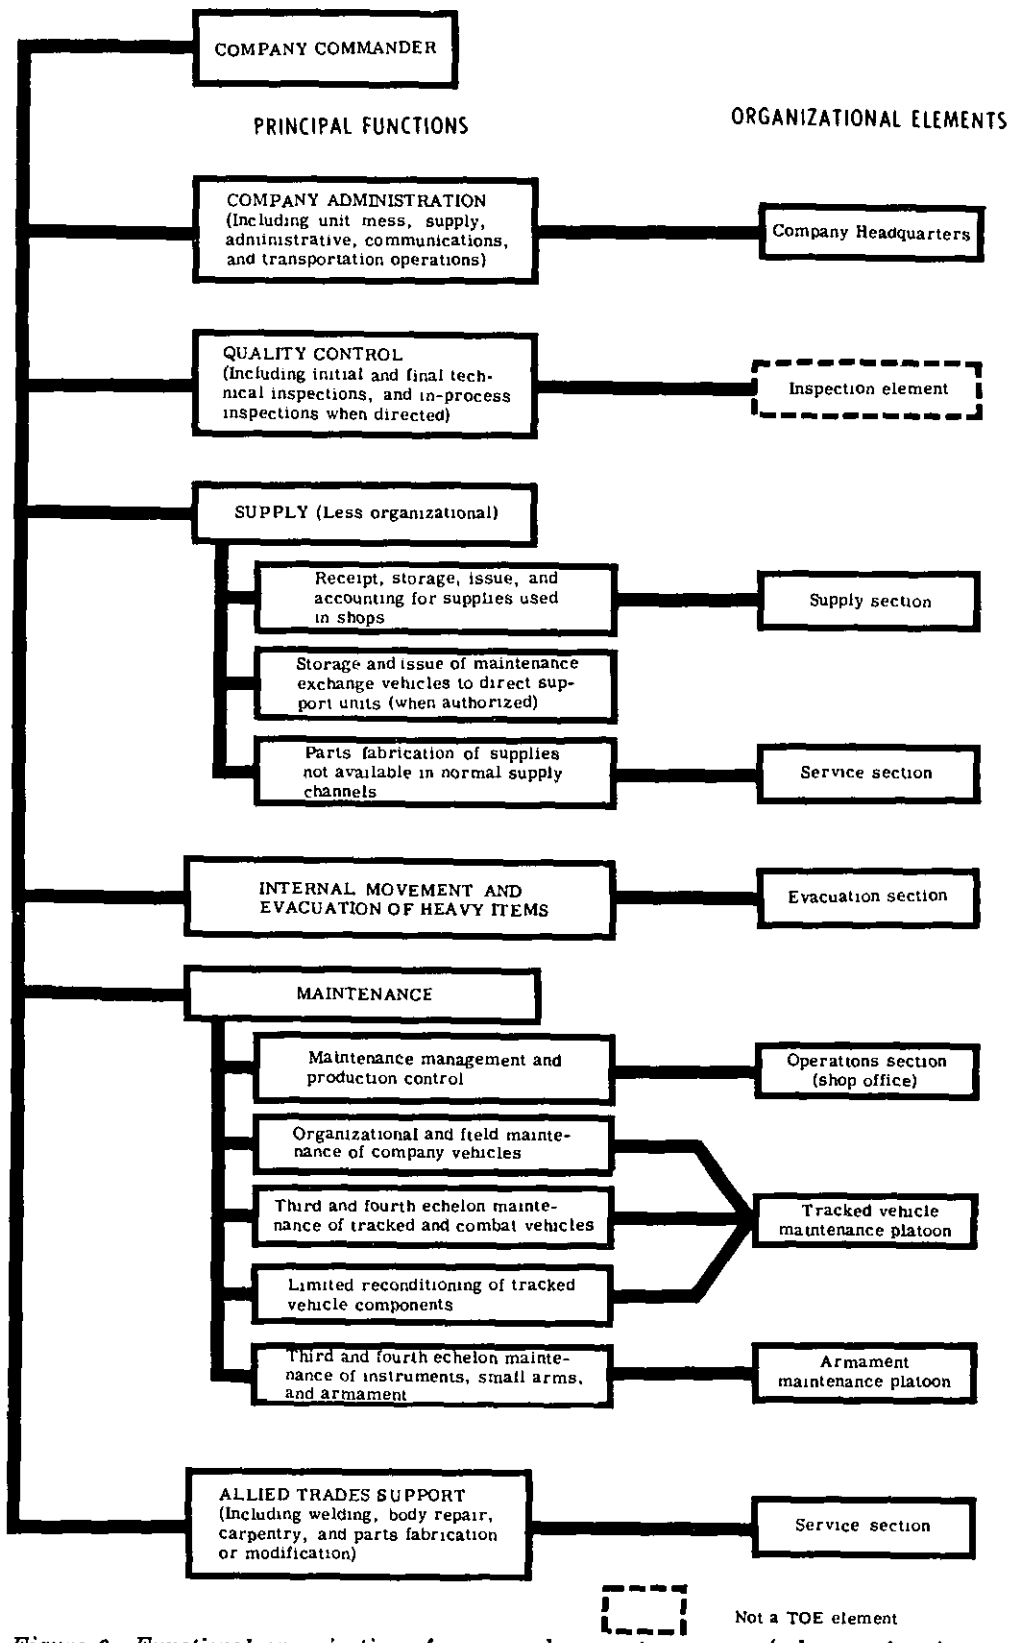 COMPANY COMMANDER
PRINCIPAL FUNCTIONS
ORGANIZATIONAL ELEMENTS
COMPANY ADMINISTRATION
(Including unit mess, supply,
administrative, communications,
and transportation operations)
Company Headquarters
QUALITY CONTROL
(Including initial and final tech-
nical inspections, and in-process
inspections when directed)
Inspection element
SUPPLY (Less organizational)
Receipt, storage, issue, and
accounting for supplies used
in shops
Supply section
Storage and issue of maintenance
exchange vehicles to direct sup-
port units (when authorized)
Parts fabrication of supplies
not available in normal supply
channels
Service section
INTERNAL MOVEMENT AND
EVACUATION OF HEAVY ITEMS
Evacuation section
MAINTENANCE
Maintenance management and
production control
Operations section
(shop office)
Organizational and field mainte-
nance of company vehicles
Third and fourth echelon mainte-
nance of tracked and combat vehicles
Tracked vehicle
maintenance platoon
Limited reconditioning of tracked
vehicle components
Third and fourth echelon mainte-
nance of instruments, small arms,
and armament
Armament
maintenance platoon
ALLIED TRADES SUPPORT
(Including welding, body repair,
carpentry, and parts fabrication
or modification)
Service section
Not a TOE element